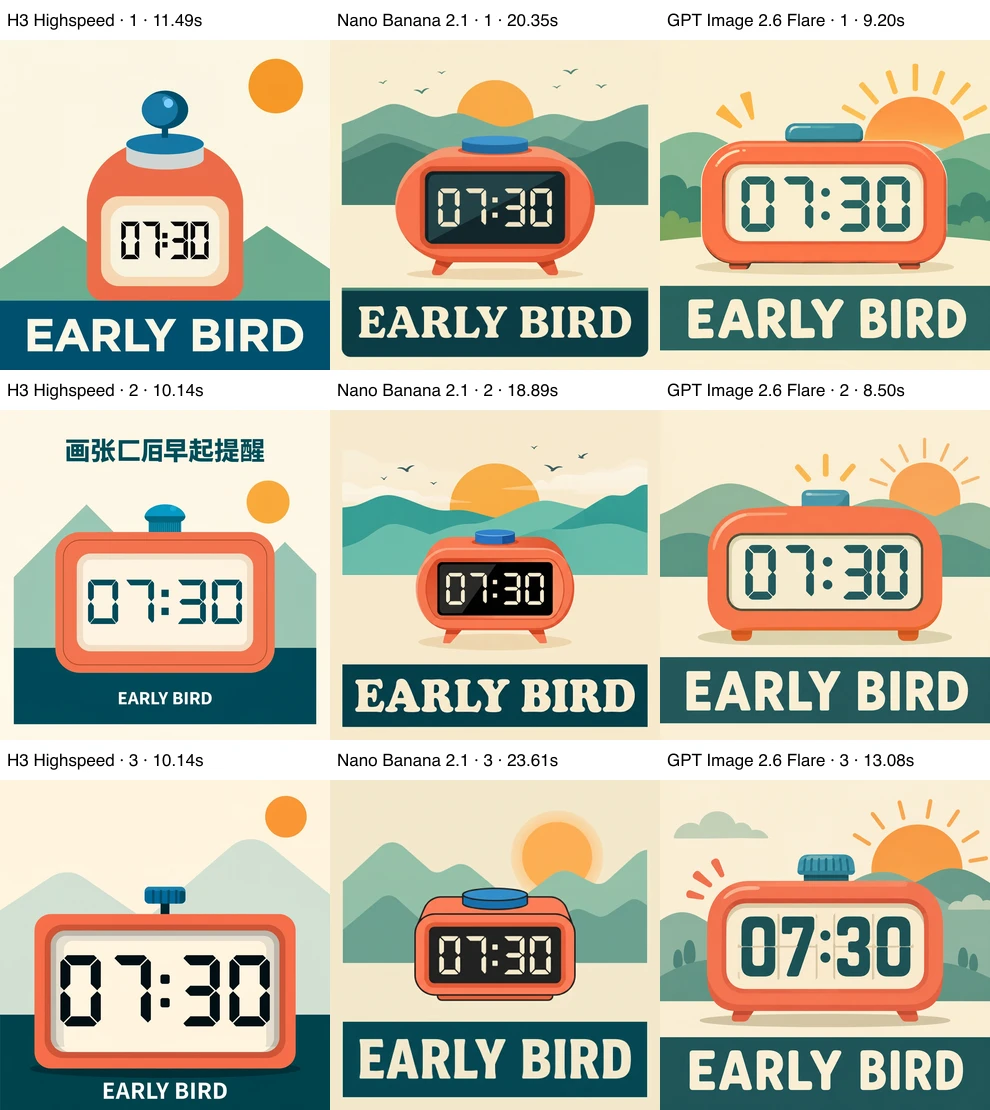 H3 Highspeed · 1 · 11.49s
Nano Banana 2.1 · 1 · 20.35s
GPT Image 2.6 Flare · 1 · 9.20s
07:30
07:30
07:30
EARLY BIRD
EARLY BIRD
EARLY BIRD
H3 Highspeed · 2 · 10.14s
Nano Banana 2.1 · 2 · 18.89s
GPT Image 2.6 Flare · 2 · 8.50s
画张匚后早起提醒
07:30
07:30
07:30
EARLY BIRD
EARLY BIRD
EARLY BIRD
H3 Highspeed · 3 · 10.14s
Nano Banana 2.1 · 3 · 23.61s
GPT Image 2.6 Flare · 3 · 13.08s
07:30
07:30
07:30
EARLY BIRD
EARLY BIRD
EARLY BIRD